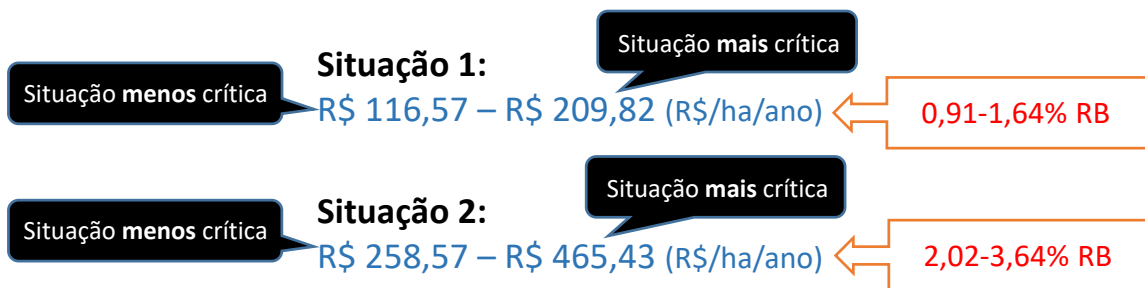 Situação mais crítica
Situação 1:
Situação menos crítica
R$ 116,57 – R$ 209,82 (R$/ha/ano)
0,91-1,64% RB
Situação mais crítica
Situação 2:
Situação menos crítica
R$ 258,57 – R$ 465,43 (R$/ha/ano)
2,02-3,64% RB